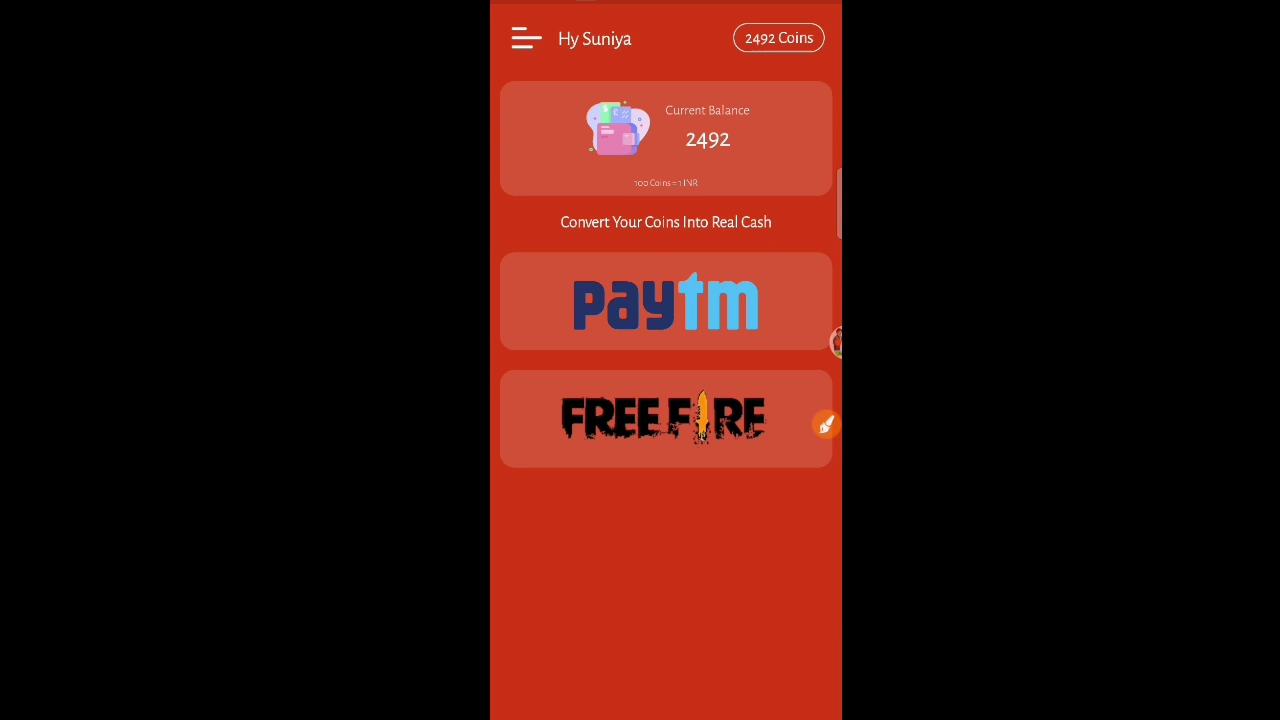 Hy Suniya
2492 Coins
Current Balance
2492
100 Coins = 1 INR
Convert Your Coins Into Real Cash
paytm
FREE FIRE